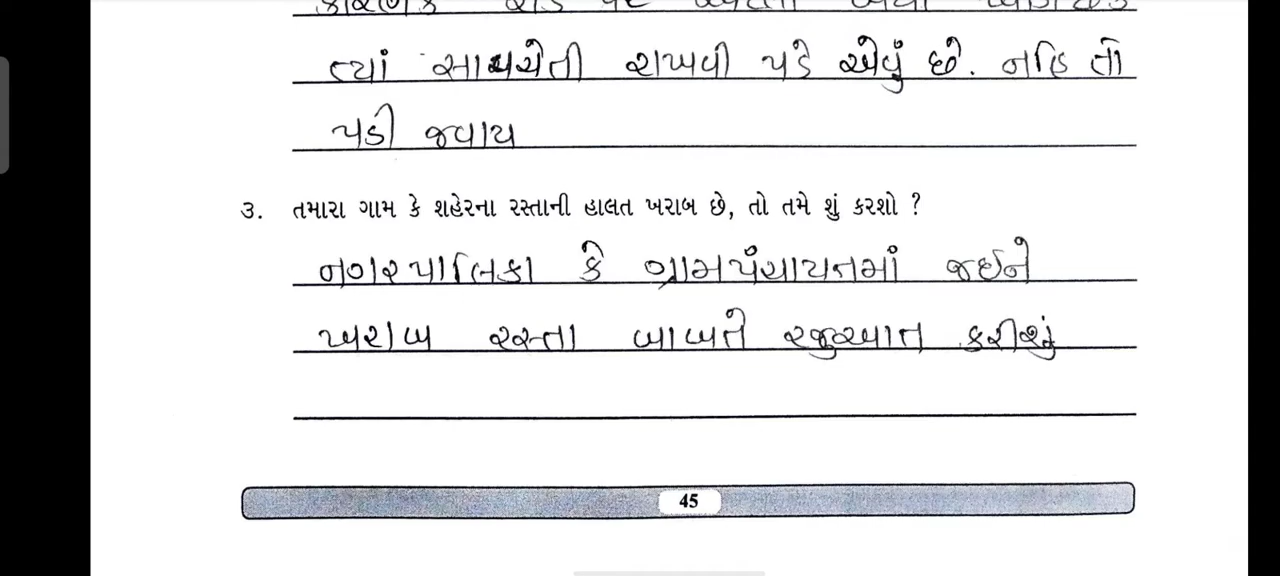 ત્યાં સાવચેતી રાખવી પડે એવું છે. નહિ તો
પડી જવાય
૩. તમારા ગામ કે શહેરના રસ્તાની હાલત ખરાબ છે, તો તમે શું કરશો ?
નગરપાલિકા કે ગ્રામપંચાયતમાં જઈને
ખરાબ રસ્તા બાબતે રજુઆત કરીશું
45